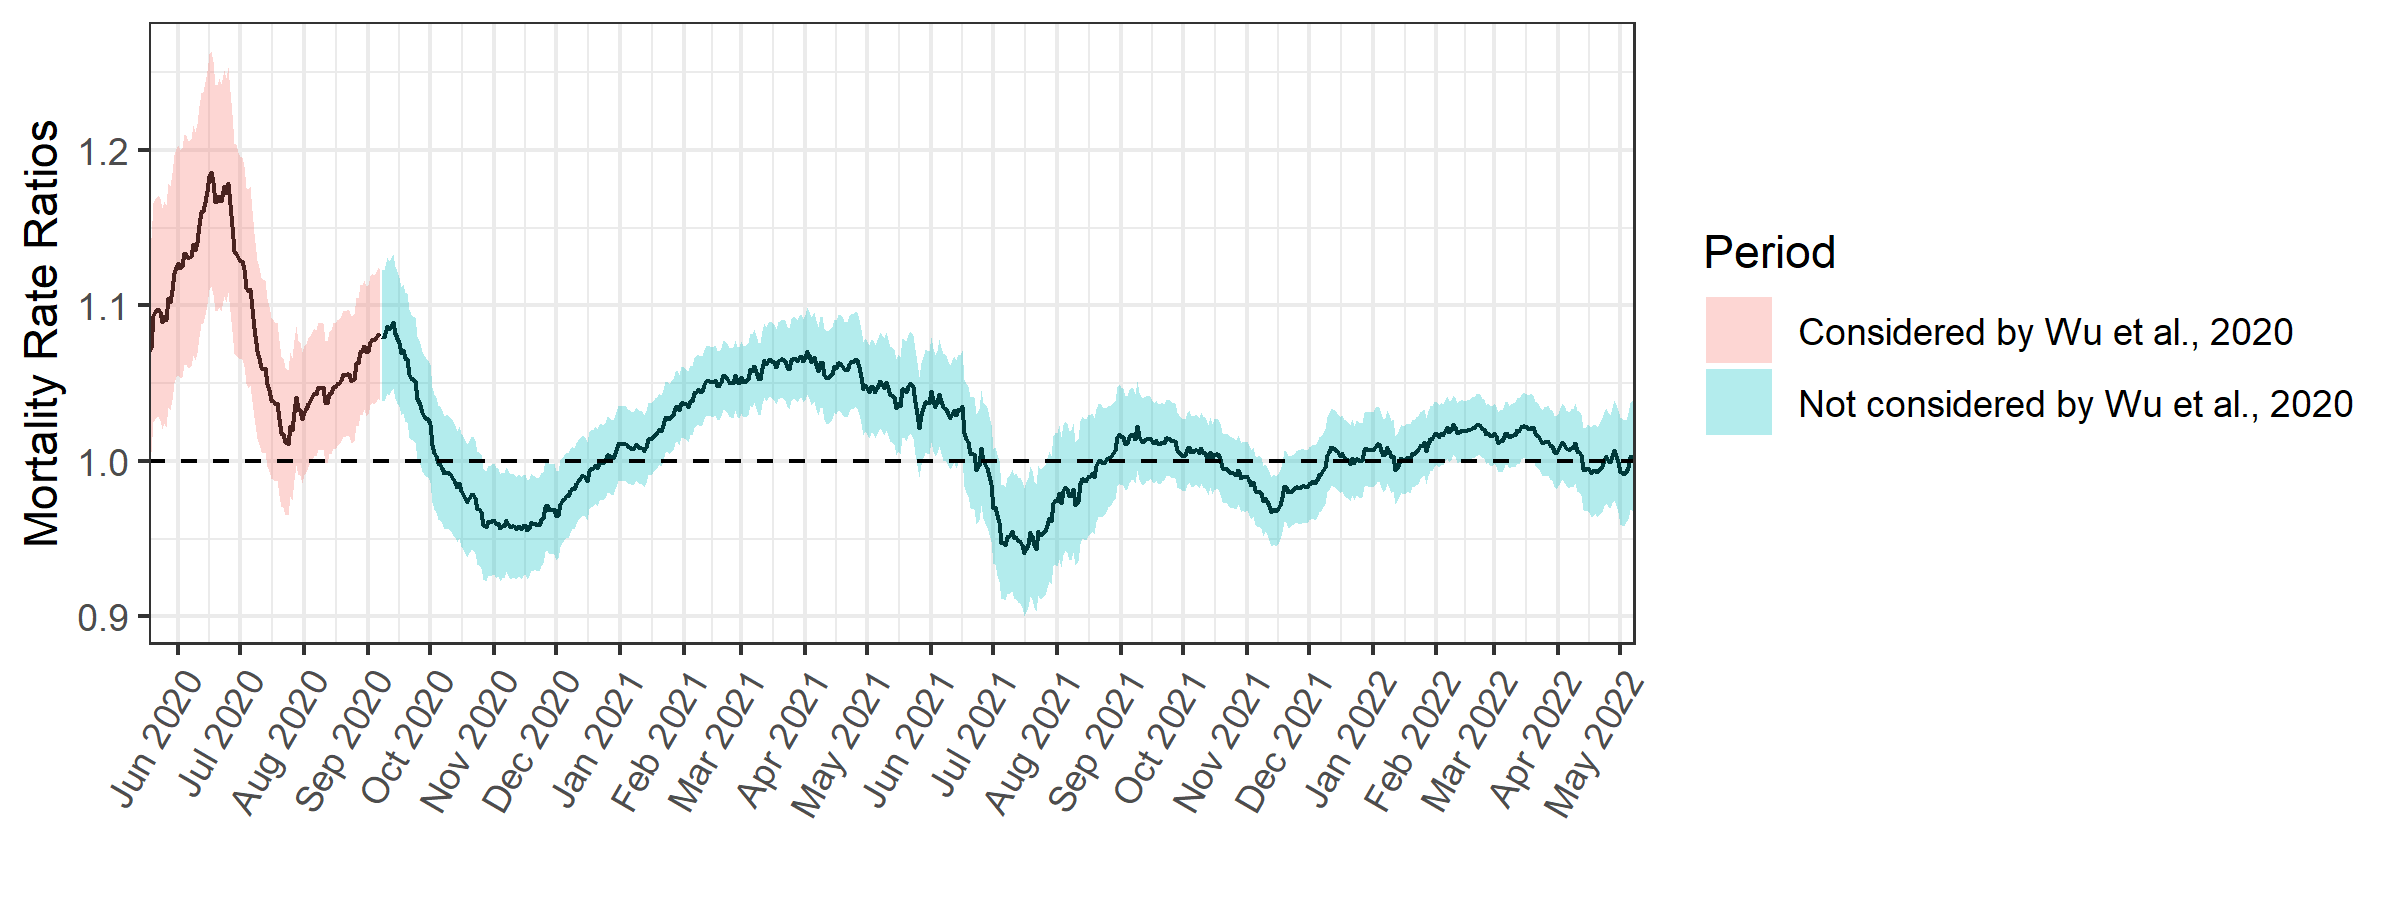 Mortality Rate Ratios
1.2
1.1
1.0
0.9
Jun 2020
Jul 2020
Aug 2020
Sep 2020
Oct 2020
Nov 2020
Dec 2020
Jan 2021
Feb 2021
Mar 2021
Apr 2021
May 2021
Jun 2021
Jul 2021
Aug 2021
Sep 2021
Oct 2021
Nov 2021
Dec 2021
Jan 2022
Feb 2022
Mar 2022
Apr 2022
May 2022
Period
Considered by Wu et al., 2020
Not considered by Wu et al., 2020